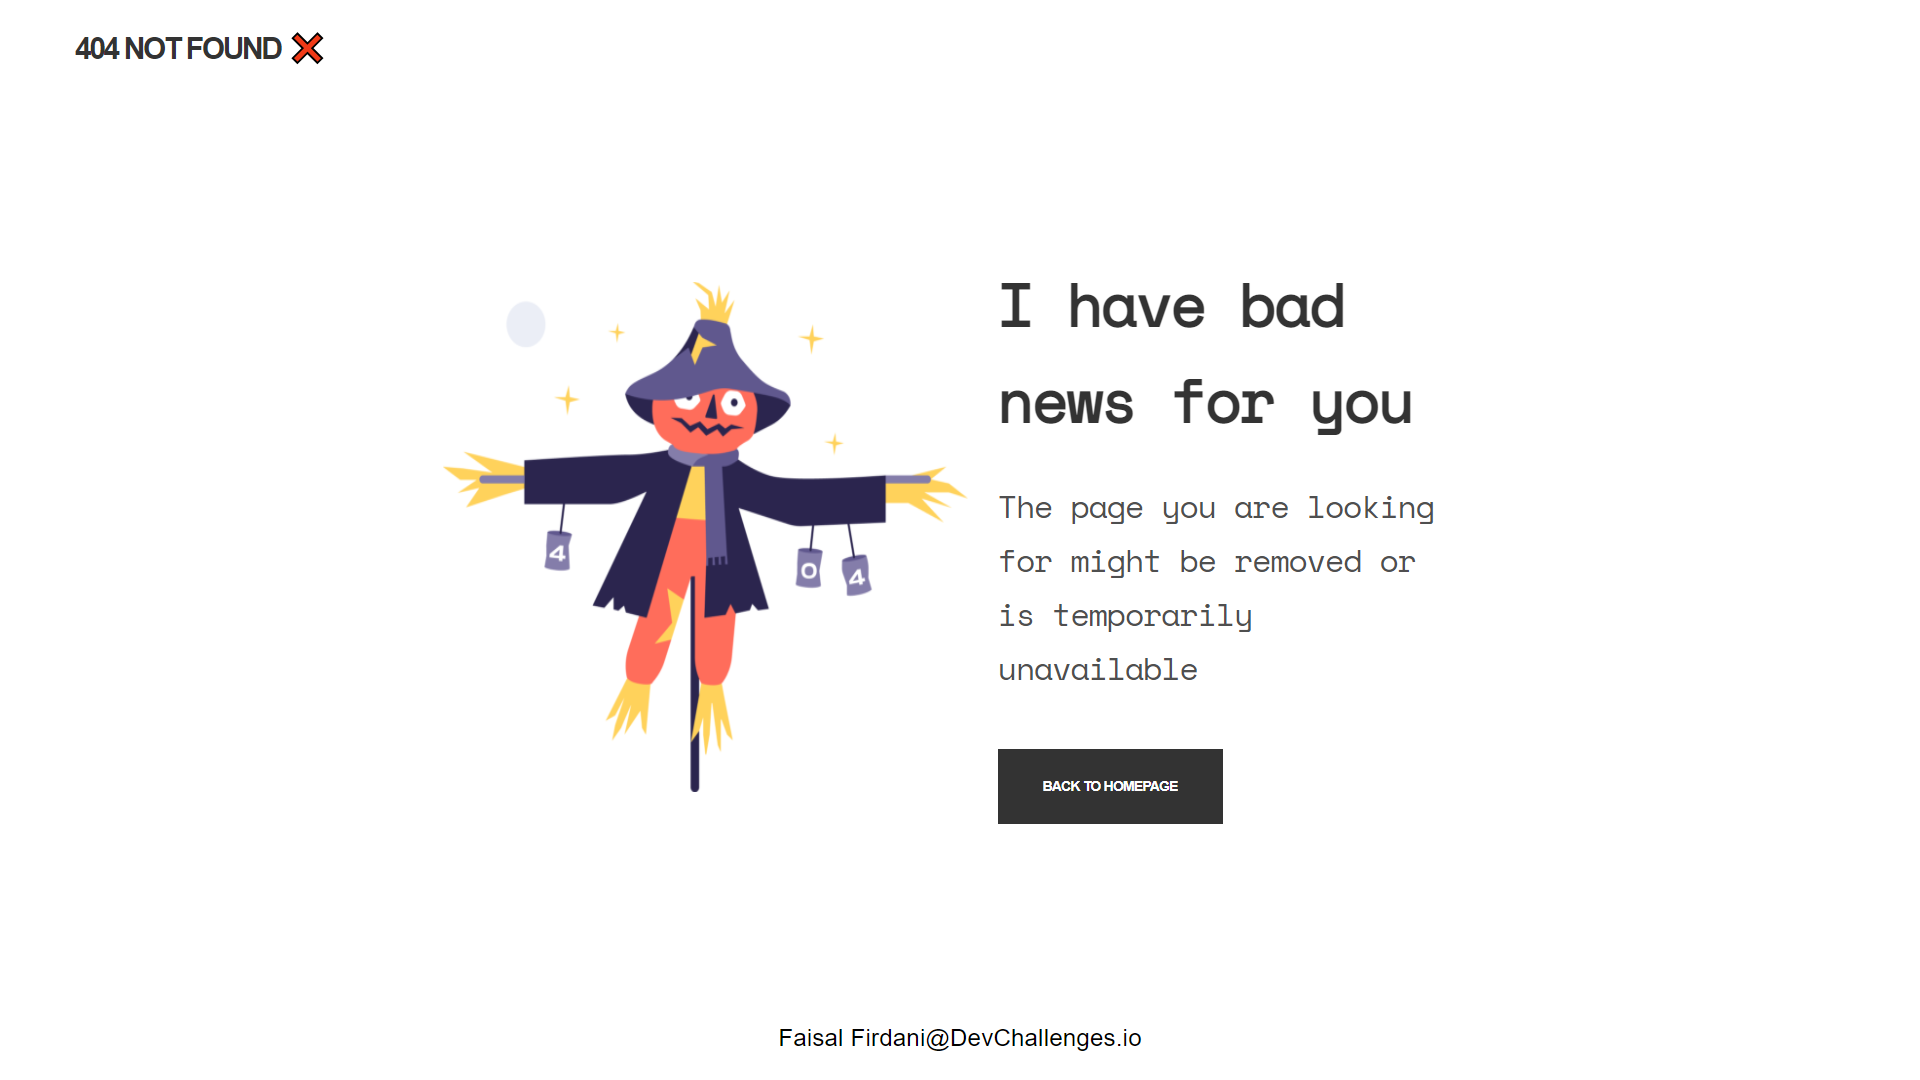 404 NOT FOUND ❌
I have bad
news for you
The page you are looking
for might be removed or
is temporarily
unavailable
4
0
4
BACK TO HOMEPAGE
Faisal Firdani@DevChallenges.io